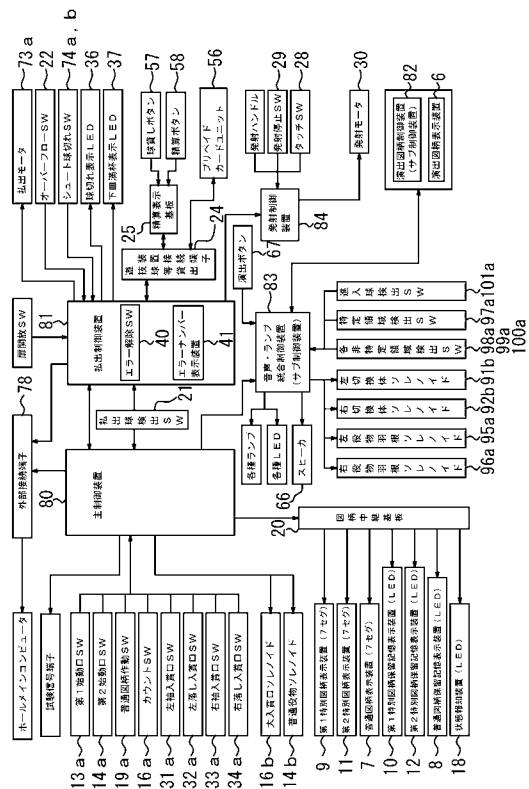 73a
払出モータ
22
オーバーフローSW
74a, b
シュート球切れSW
36
球切れ表示LED
37
下皿満杯表示LED
57
球貸しボタン
58
精算ボタン
56
プリペイド
カードユニット
29
発射ハンドル
発射停止SW
28
タッチSW
30
発射モータ
82
演出図柄制御装置
(サブ制御装置)
6
演出図柄表示装置
25
精算表示
基板
24
遊技球等貸出
装置接続端子
67
演出ボタン
84
発射制御
装置
扉開放SW
81
払出制御装置
エラー解除SW
40
エラーナンバー
表示装置
41
83
音声・ランプ
統合制御装置
(サブ制御装置)
進入球検出SW
101a
特定領域検出SW
97a
各非特定領域検出SW
98a
99a
100a
左切換体ソレノイド
91b
右切換体ソレノイド
92b
左役物羽根ソレノイド
95a
右役物羽根ソレノイド
96a
78
外部接続端子
21
払出球検出SW
80
主制御装置
各種ランプ
各種LED
スピーカ
66
20
図柄中継基板
ホールメインコンピュータ
試験信号端子
13a
第1始動口SW
14a
第2始動口SW
19a
普通図柄作動SW
16a
カウントSW
31a
左袖入賞口SW
32a
左落し入賞口SW
33a
右袖入賞口SW
34a
右落し入賞口SW
16b
大入賞口ソレノイド
14b
普通役物ソレノイド
9
第1特別図柄表示装置(7セグ)
11
第2特別図柄表示装置(7セグ)
7
普通図柄表示装置(7セグ)
10
第1特別図柄保留記憶表示装置(LED)
12
第2特別図柄保留記憶表示装置(LED)
8
普通図柄保留記憶表示装置(LED)
18
状態報知装置(LED)